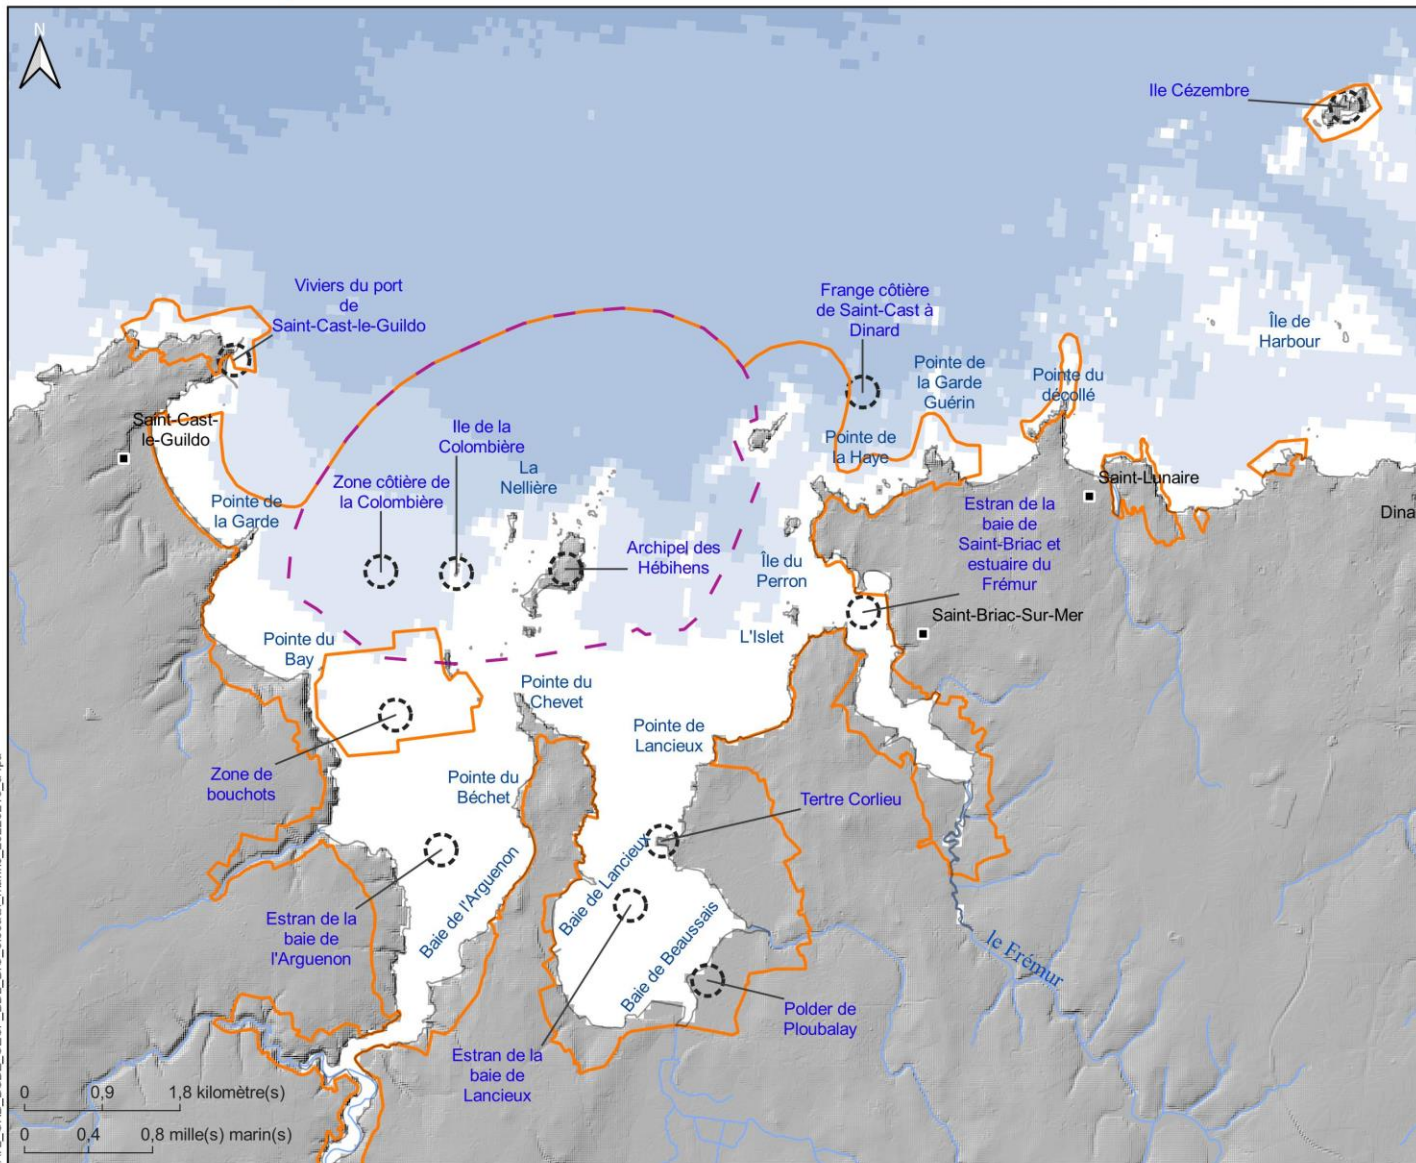 N
Ile Cézembre
Viviers du port
de
Saint-Cast-le-Guildo
Frange côtière
de Saint-Cast à
Dinard
Île de
Harbour
Pointe de
la Garde
Guérin
Pointe du
décollé
Saint-Cast-
le-Guildo
Ile de la
Colombière
Pointe de
la Haye
La
Nellière
Zone côtière de
la Colombière
Saint-Lunaire
Pointe de
la Garde
Estran de la
baie de
Saint-Briac et
estuaire du
Frémur
Dina
Archipel des
Hébihens
Île du
Perron
Saint-Briac-Sur-Mer
L'Islet
Pointe du
Bay
Pointe du
Chevet
Pointe de
Lancieux
Zone de
bouchots
Pointe du
Béchet
Tertre Corlieu
Baie de Lancieux
Baie de l'Arguenon
Estran de la
baie de
l'Arguenon
Baie de Beaussais
le Frémur
Polder de
Ploubalay
Estran de la
baie de
Lancieux
0 0,9 1,8 kilomètre(s)
0 0,4 0,8 mille(s) marin(s)